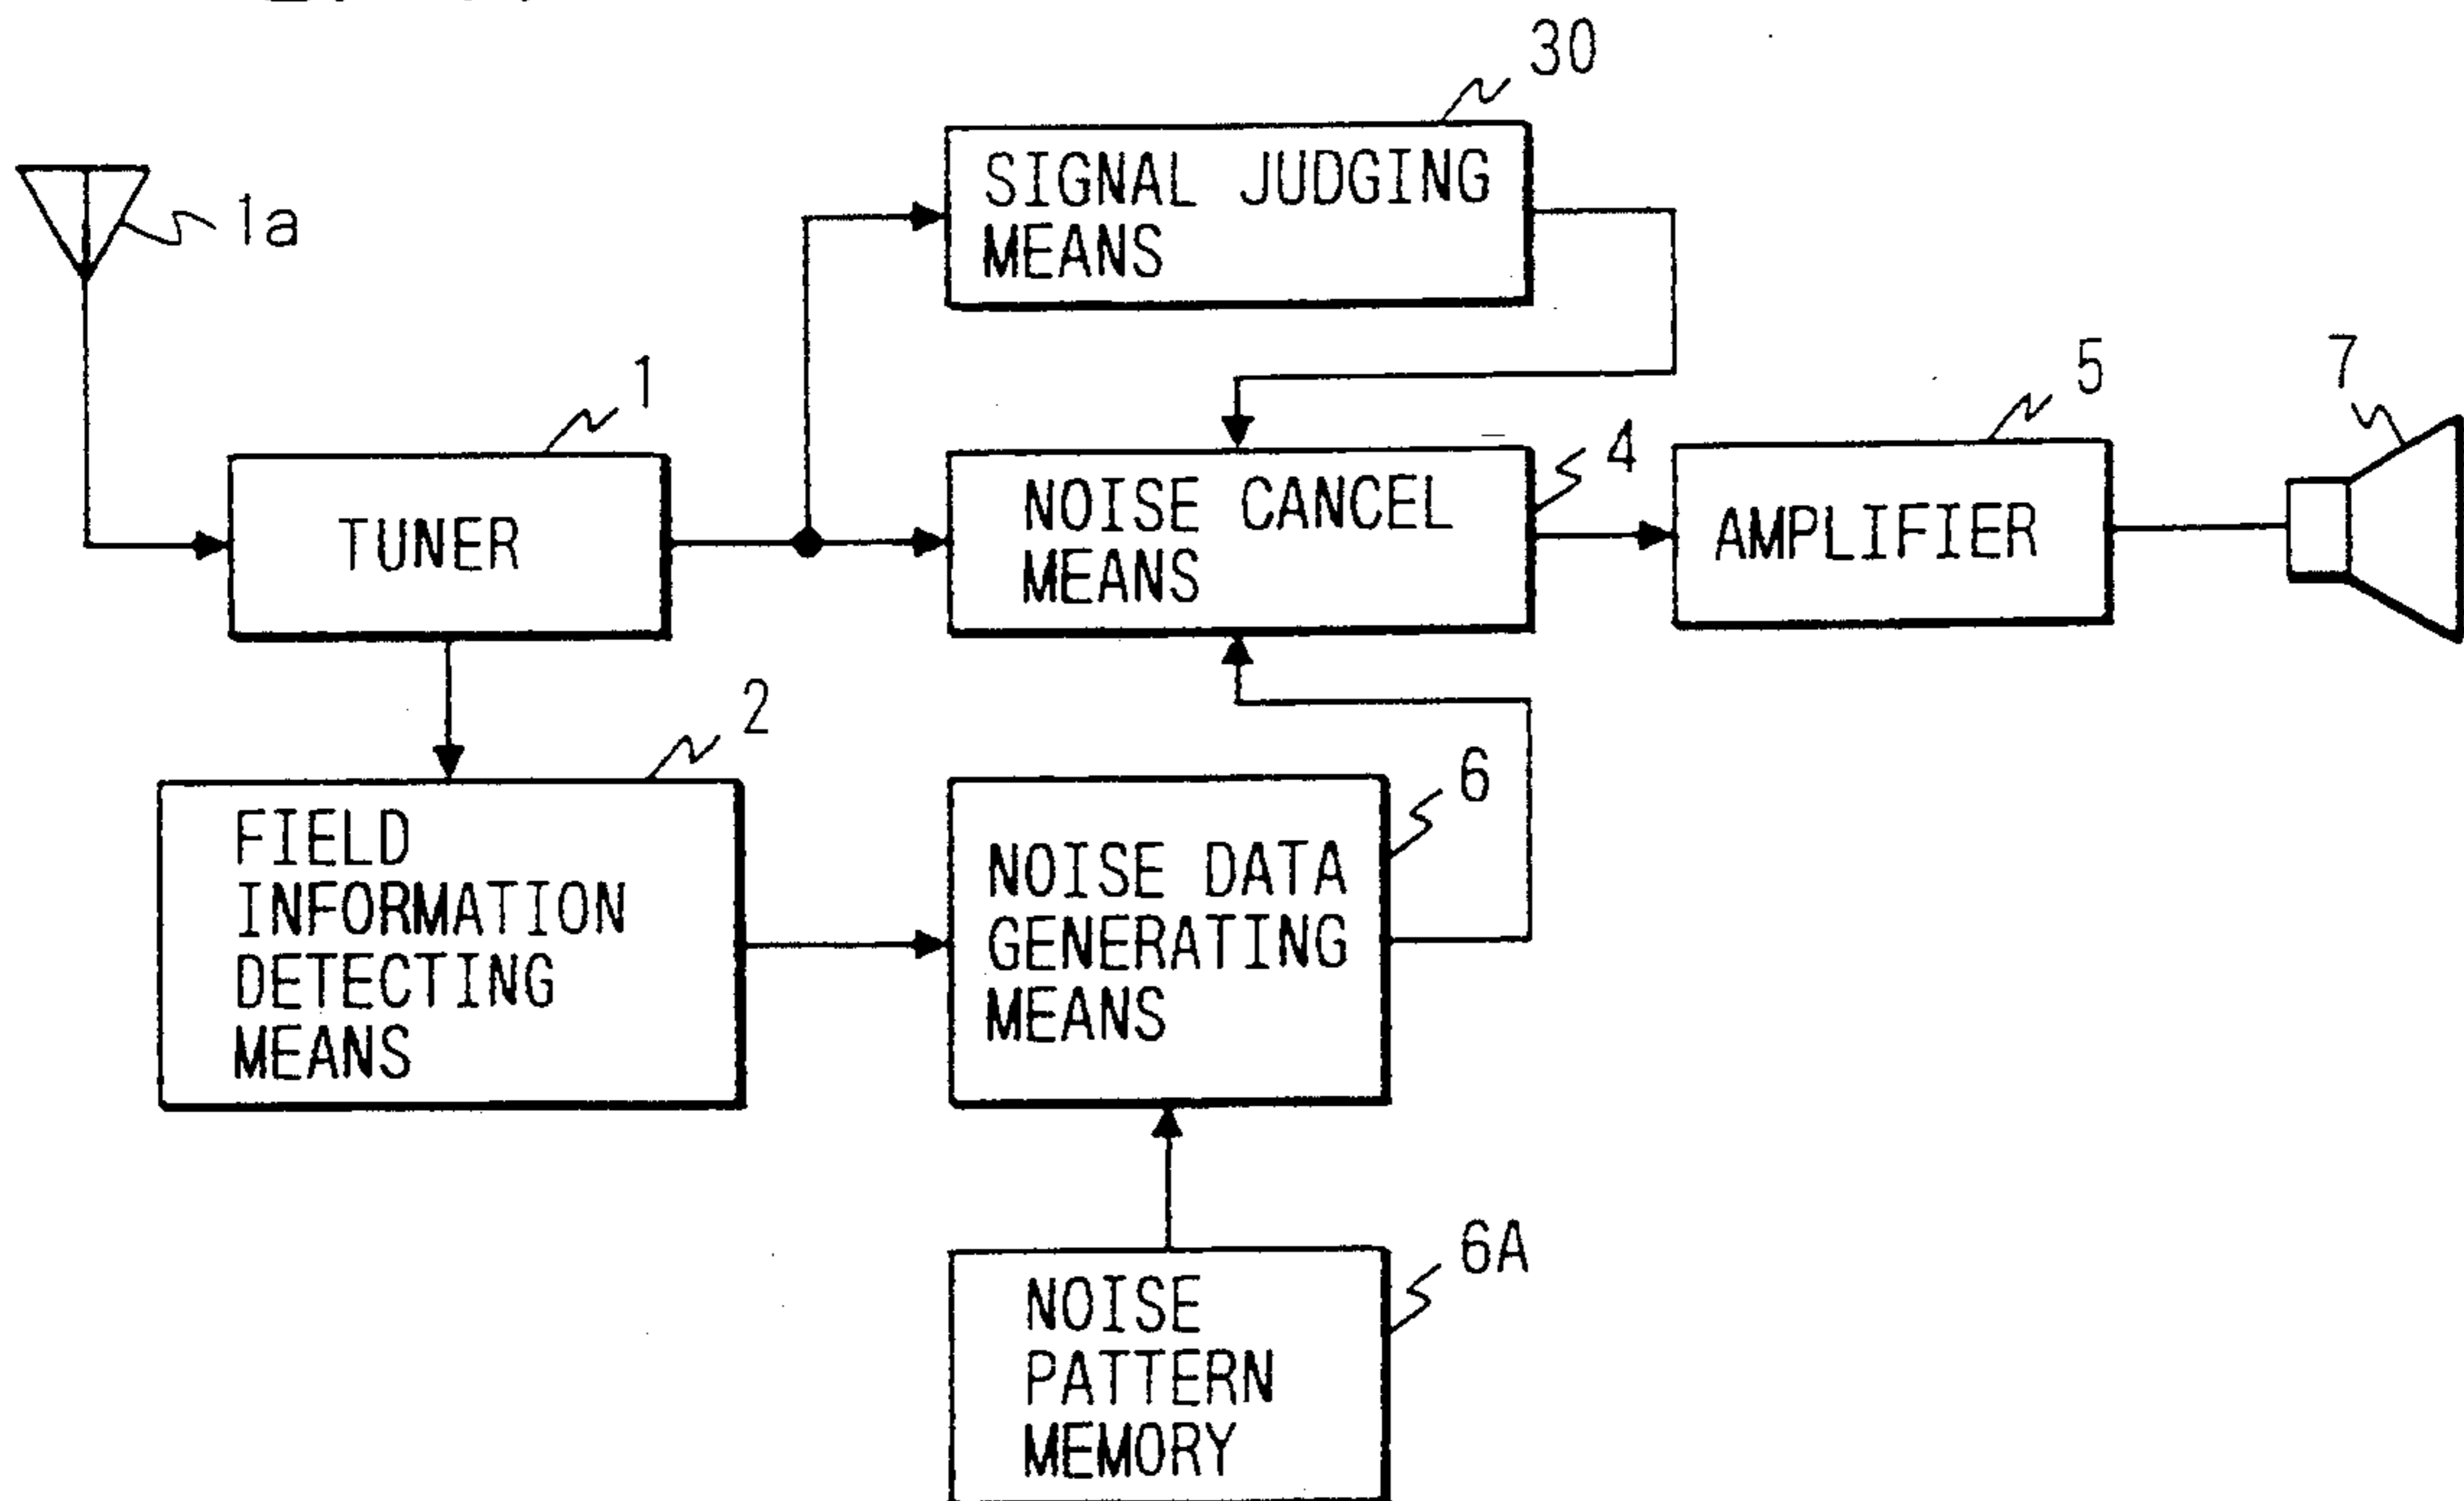 30
SIGNAL JUDGING
MEANS
1a
1
5
7
4
TUNER
NOISE CANCEL
MEANS
AMPLIFIER
2
6
FIELD
INFORMATION
DETECTING
MEANS
NOISE DATA
GENERATING
MEANS
6A
NOISE
PATTERN
MEMORY